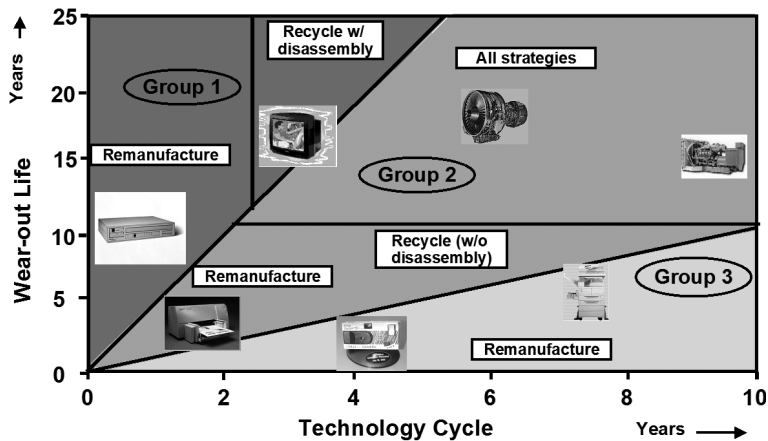 Years
25
20
15
10
5
0
Wear-out Life
Recycle w/
disassembly
All strategies
Group 1
Remanufacture
Group 2
Recycle (w/o
disassembly)
Remanufacture
Group 3
Remanufacture
0
2
4
6
8
10
Technology Cycle
Years